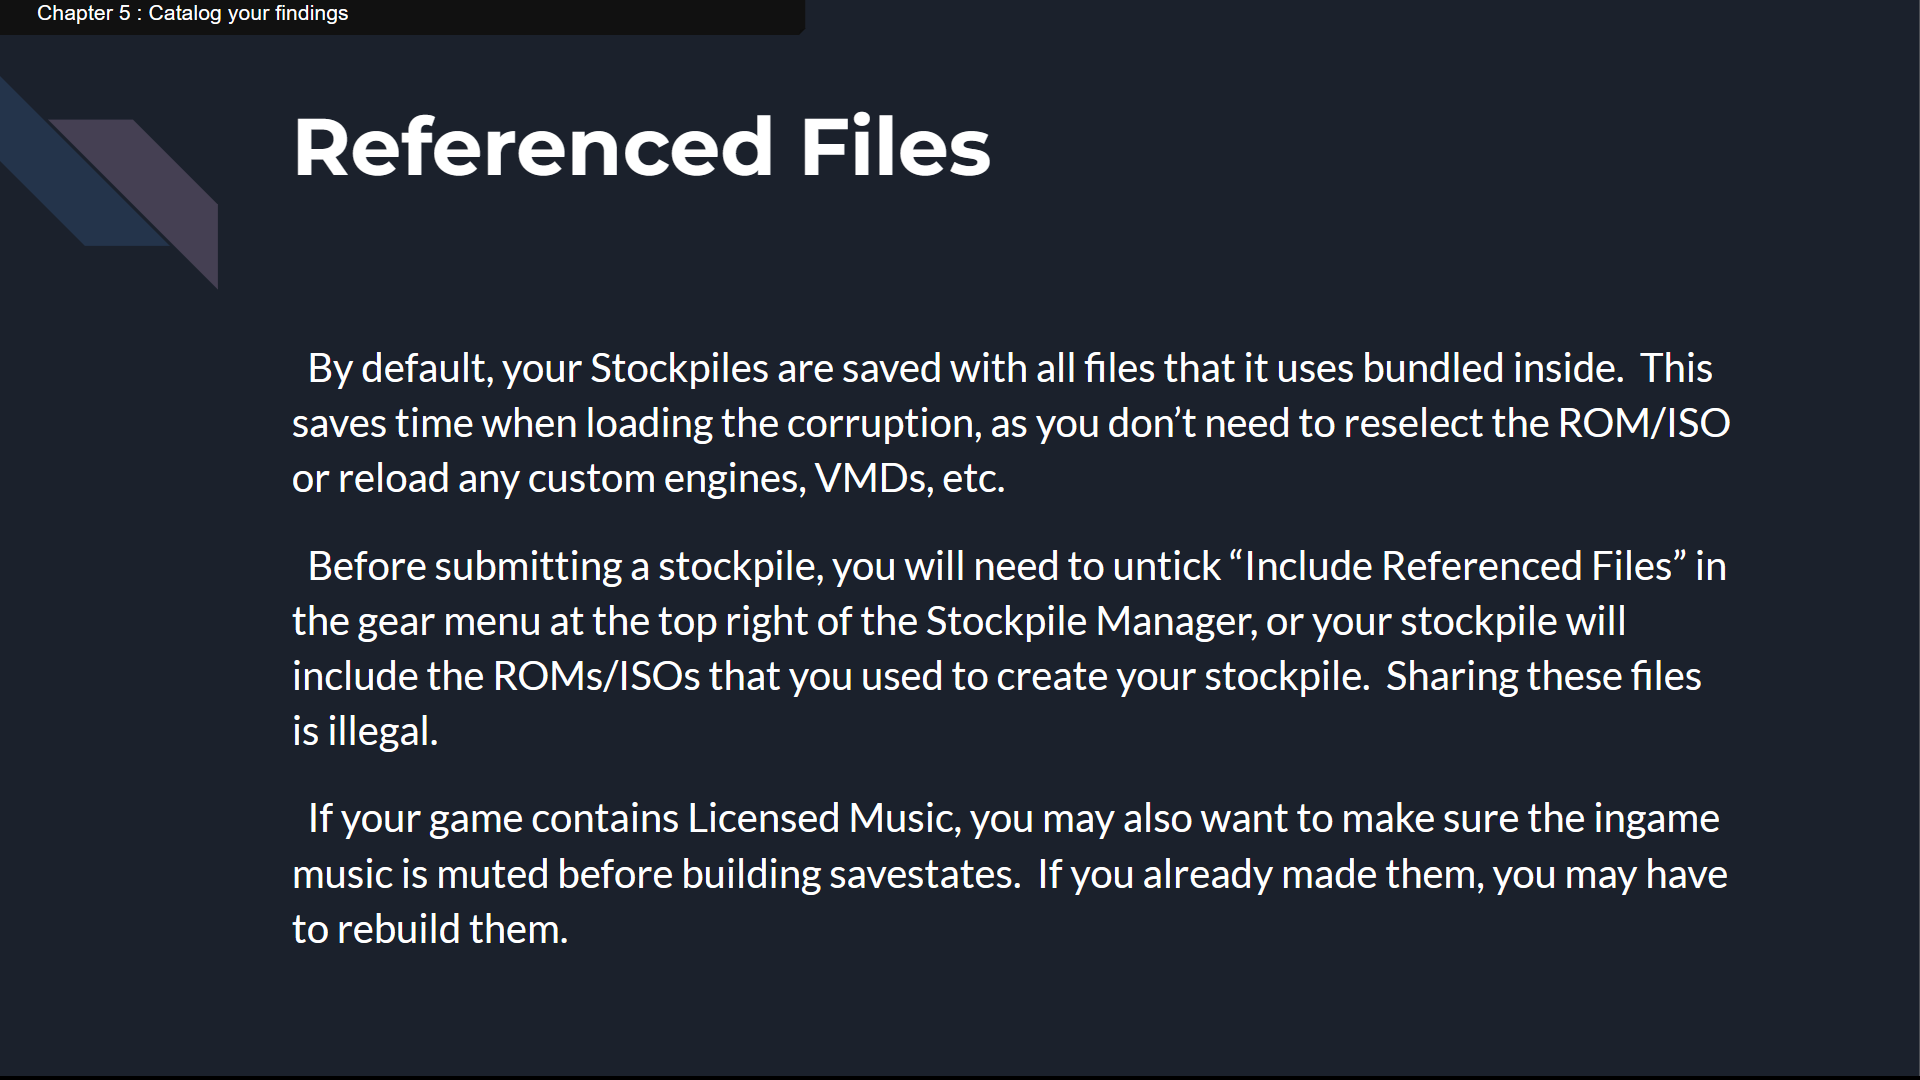 Chapter 5 : Catalog your findings
Referenced Files
By default, your Stockpiles are saved with all files that it uses bundled inside.  This
saves time when loading the corruption, as you don’t need to reselect the ROM/ISO
or reload any custom engines, VMDs, etc.
Before submitting a stockpile, you will need to untick “Include Referenced Files” in
the gear menu at the top right of the Stockpile Manager, or your stockpile will
include the ROMs/ISOs that you used to create your stockpile.  Sharing these files
is illegal.
If your game contains Licensed Music, you may also want to make sure the ingame
music is muted before building savestates.  If you already made them, you may have
to rebuild them.